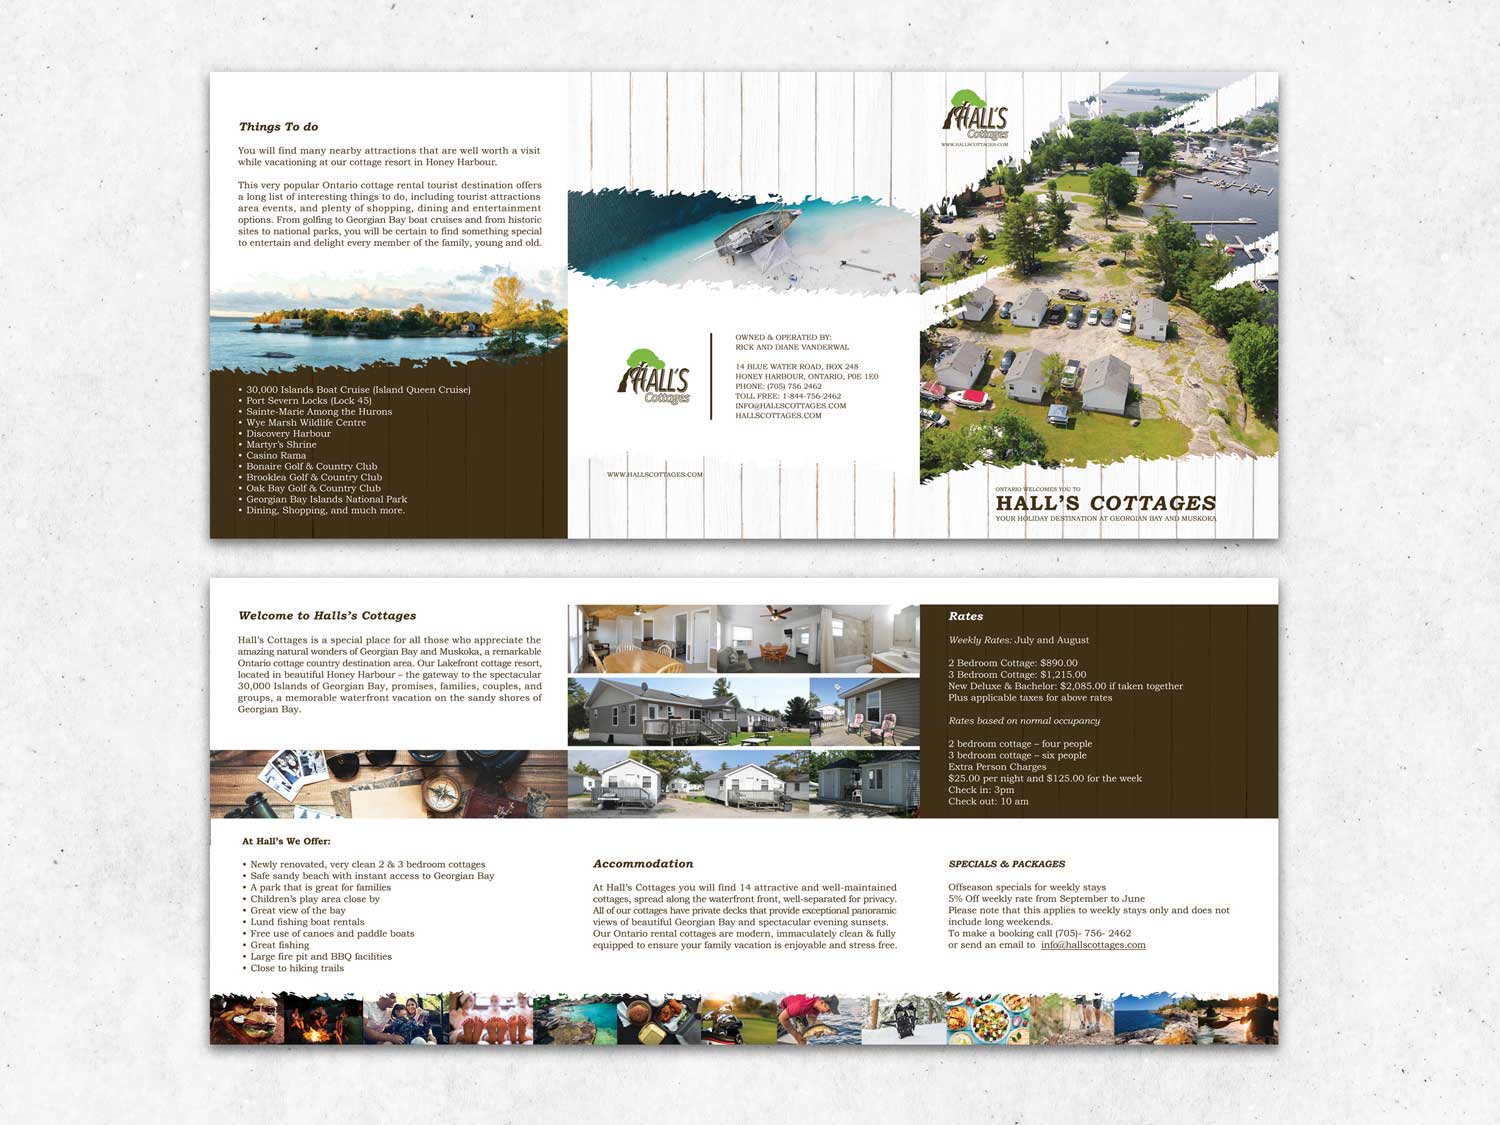 Things To do
You will find many nearby attractions that are well worth a visit
while vacationing at our cottage resort in Honey Harbour.
This very popular Ontario cottage rental tourist destination offers
a long list of interesting things to do, including tourist attractions
area events, and plenty of shopping, dining and entertainment
options. From golfing to Georgian Bay boat cruises and from historic
sites to national parks, you will be certain to find something special
to entertain and delight every member of the family, young and old.
• 30,000 Islands Boat Cruise (Island Queen Cruise)
• Port Severn Locks (Lock 45)
• Sainte-Marie Among the Hurons
• Wye Marsh Wildlife Centre
• Discovery Harbour
• Martyr's Shrine
• Casino Rama
• Bonaire Golf & Country Club
• Brooklea Golf & Country Club
• Oak Bay Golf & Country Club
• Georgian Bay Islands National Park
• Dining, Shopping, and much more.
HALL'S
Cottages
OWNED & OPERATED BY:
RICK AND DIANE VANDERWAL
14 BLUE WATER ROAD, BOX 248
HONEY HARBOUR, ONTARIO, P0E 1E0
PHONE: (705) 756 2462
TOLL FREE: 1-844-756-2462
INFO@HALLSCOTTAGES.COM
HALLSCOTTAGES.COM
WWW.HALLSCOTTAGES.COM
HALL'S
Cottages
WWW.HALLSCOTTAGES.COM
ONTARIO WELCOMES YOU TO
HALL'S COTTAGES
YOUR HOLIDAY DESTINATION AT GEORGIAN BAY AND MUSKOKA
Welcome to Halls's Cottages
Hall's Cottages is a special place for all those who appreciate the
amazing natural wonders of Georgian Bay and Muskoka, a remarkable
Ontario cottage country destination area. Our Lakefront cottage resort,
located in beautiful Honey Harbour – the gateway to the spectacular
30,000 Islands of Georgian Bay, promises, families, couples, and
groups, a memorable waterfront vacation on the sandy shores of
Georgian Bay.
At Hall's We Offer:
• Newly renovated, very clean 2 & 3 bedroom cottages
• Safe sandy beach with instant access to Georgian Bay
• A park that is great for families
• Children's play area close by
• Great view of the bay
• Lund fishing boat rentals
• Free use of canoes and paddle boats
• Great fishing
• Large fire pit and BBQ facilities
• Close to hiking trails
Accommodation
At Hall's Cottages you will find 14 attractive and well-maintained
cottages, spread along the waterfront front, well-separated for privacy.
All of our cottages have private decks that provide exceptional panoramic
views of beautiful Georgian Bay and spectacular evening sunsets.
Our Ontario rental cottages are modern, immaculately clean & fully
equipped to ensure your family vacation is enjoyable and stress free.
Rates
Weekly Rates: July and August
2 Bedroom Cottage: $890.00
3 Bedroom Cottage: $1,215.00
New Deluxe & Bachelor: $2,085.00 if taken together
Plus applicable taxes for above rates
Rates based on normal occupancy
2 bedroom cottage – four people
3 bedroom cottage – six people
Extra Person Charges
$25.00 per night and $125.00 for the week
Check in: 3pm
Check out: 10 am
SPECIALS & PACKAGES
Offseason specials for weekly stays
5% Off weekly rate from September to June
Please note that this applies to weekly stays only and does not
include long weekends.
To make a booking call (705)- 756- 2462
or send an email to info@hallscottages.com